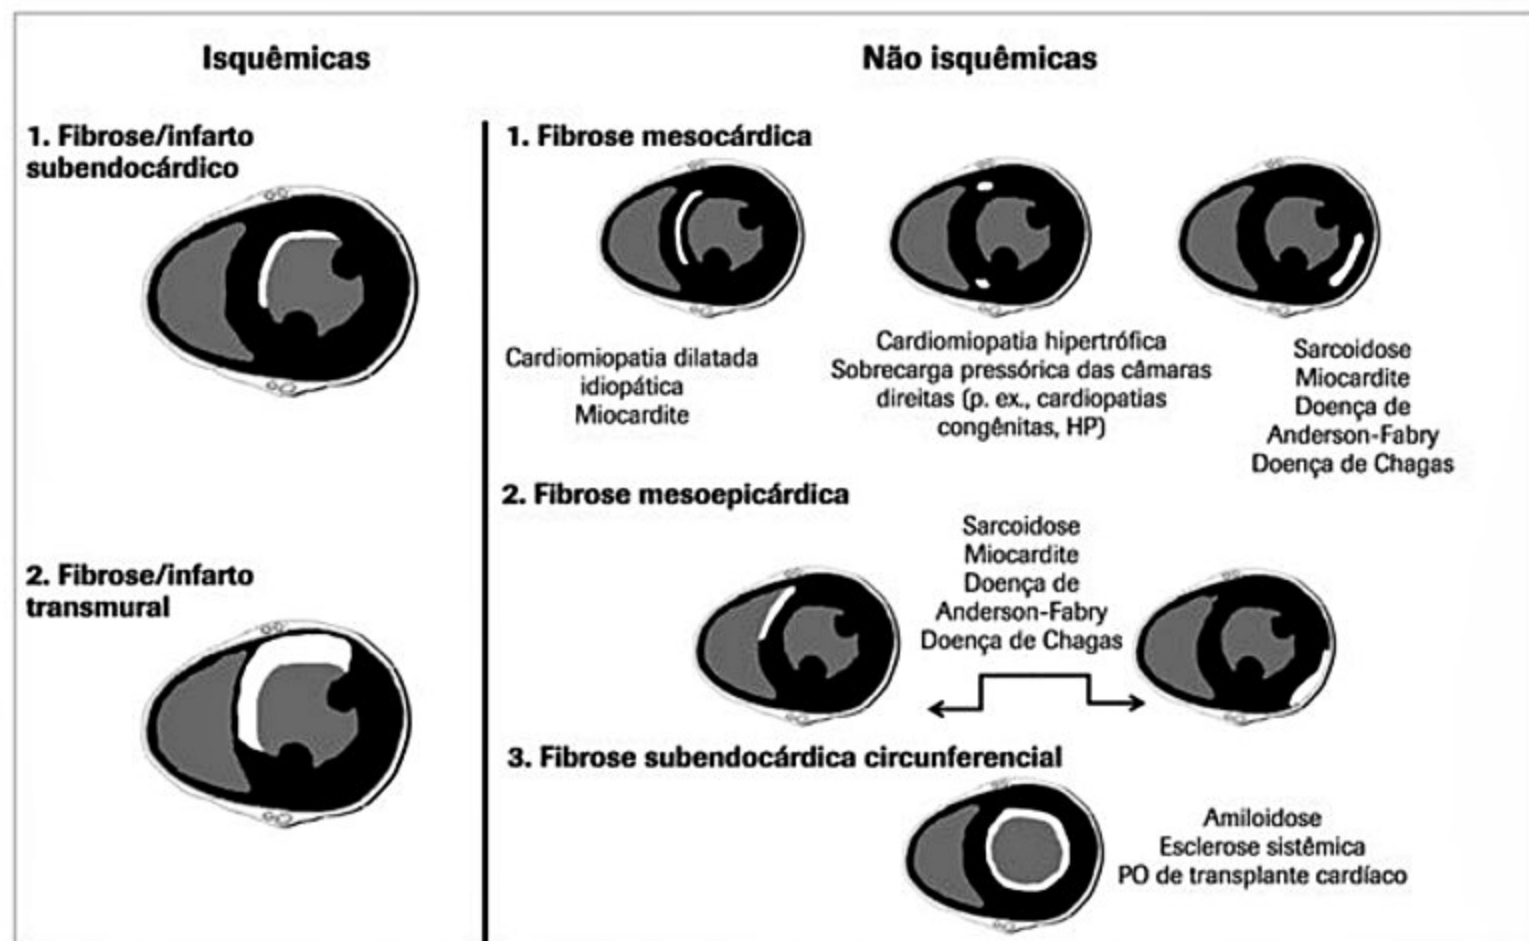 Isquêmicas
1. Fibrose/infarto
subendocárdico
2. Fibrose/infarto
transmural
Não isquêmicas
1. Fibrose mesocárdica
Cardiomiopatia dilatada
idiopática
Miocardite
Cardiomiopatia hipertrófica
Sobrecarga pressórica das câmaras
direitas (p. ex., cardiopatias
congênitas, HP)
Sarcoidose
Miocardite
Doença de
Anderson-Fabry
Doença de Chagas
2. Fibrose mesoepicárdica
Sarcoidose
Miocardite
Doença de
Anderson-Fabry
Doença de Chagas
3. Fibrose subendocárdica circunferencial
Amiloidose
Esclerose sistêmica
PO de transplante cardíaco